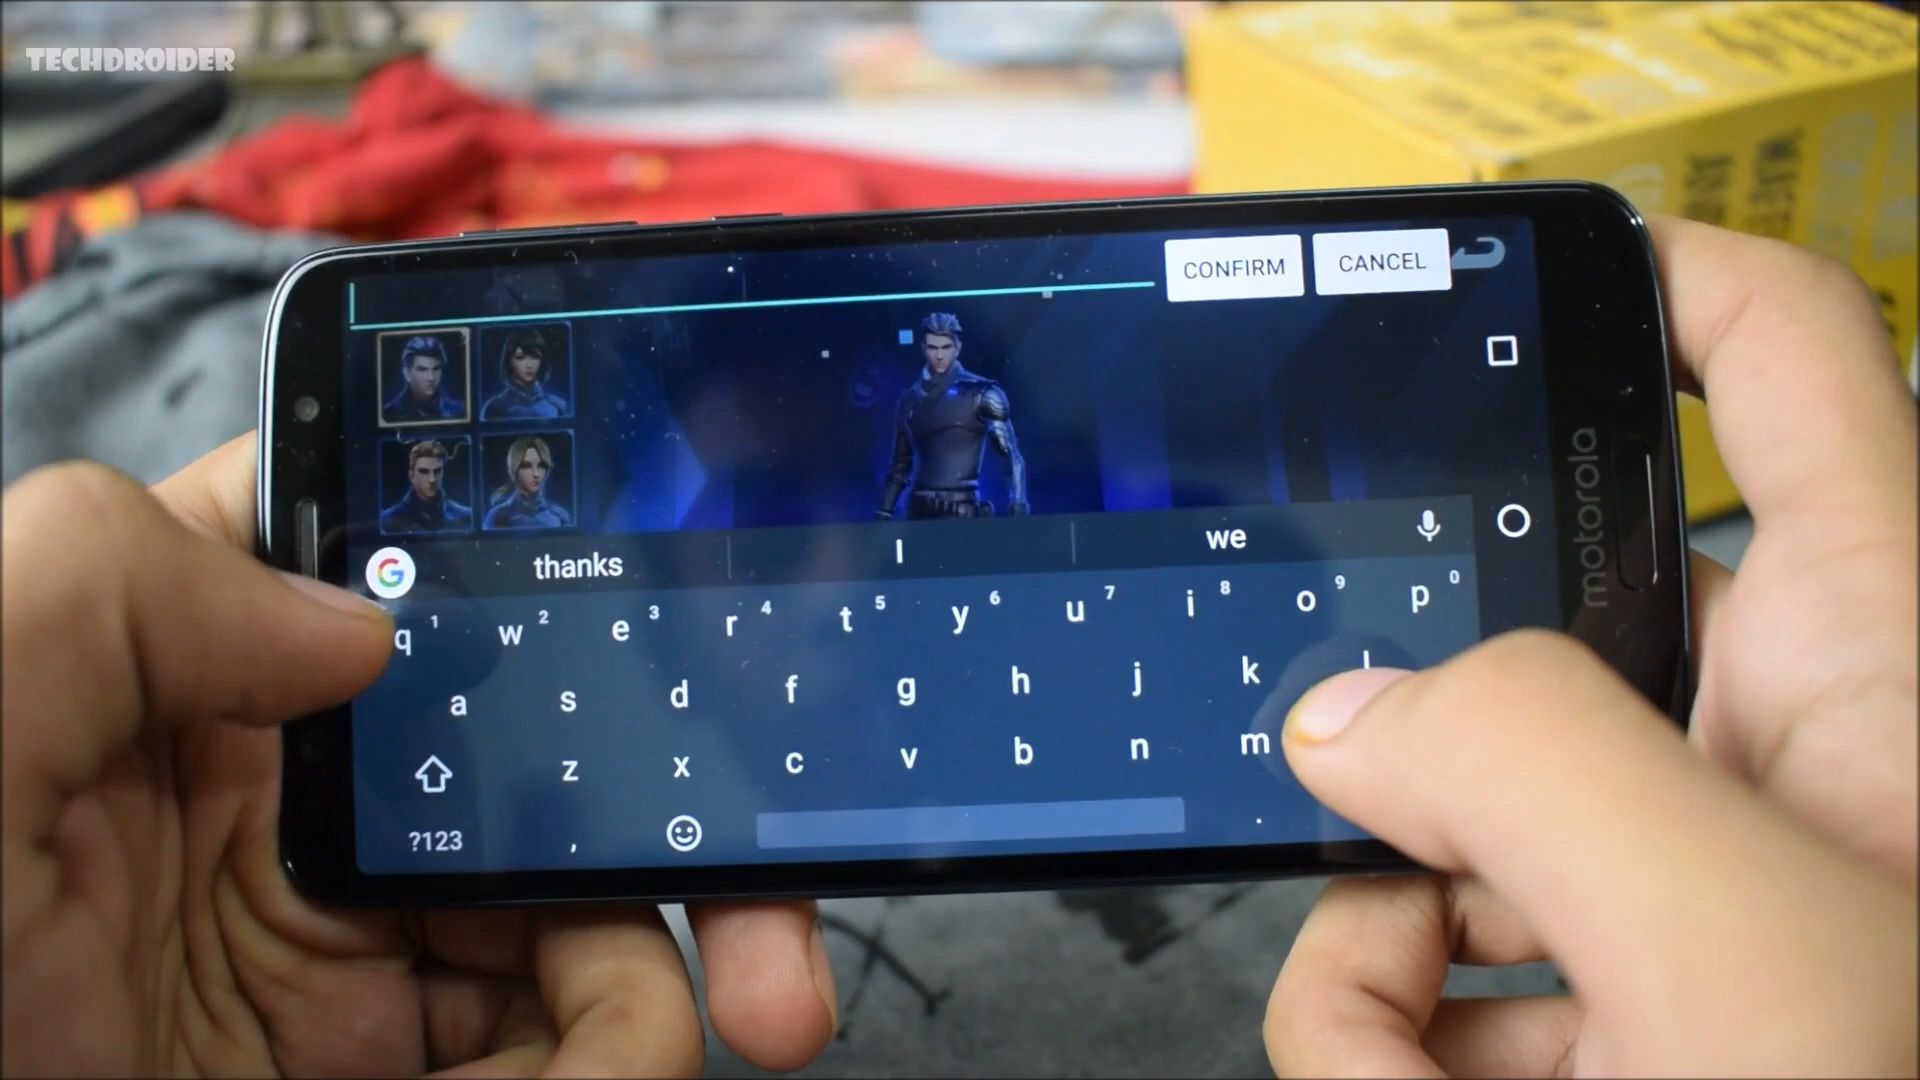 TECHDROIDER
CONFIRM
CANCEL
motorola
G
thanks
I
we
q 1 w 2 e 3 r 4 t 5 y 6 u 7 i 8 o 9 p 0
a s d f g h j k l
z x c v b n m
?123 , .